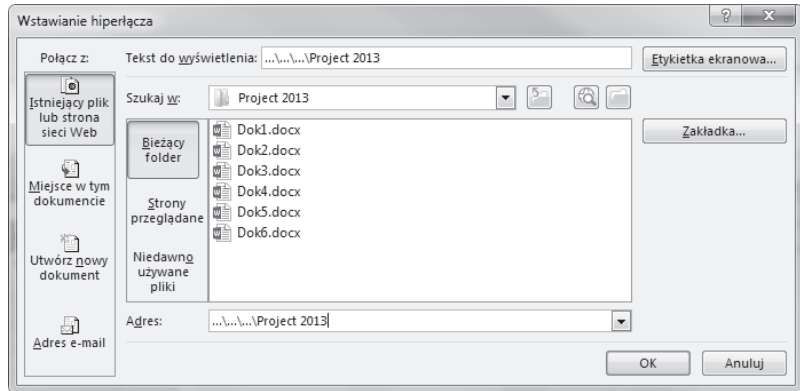 Wstawianie hiperłącza
?
X
Połącz z:
Tekst do wyświetlenia: ...\...\...\Project 2013
Etykietka ekranowa...
Istniejący plik
lub strona
sieci Web
Szukaj w:
Project 2013
Zakładka...
Bieżący
folder
Dok1.docx
Dok2.docx
Dok3.docx
Dok4.docx
Dok5.docx
Dok6.docx
Miejsce w tym
dokumencie
Strony
przeglądane
Utwórz nowy
dokument
Niedawno
używane
pliki
Adres e-mail
Adres:
...\...\...\Project 2013
OK
Anuluj